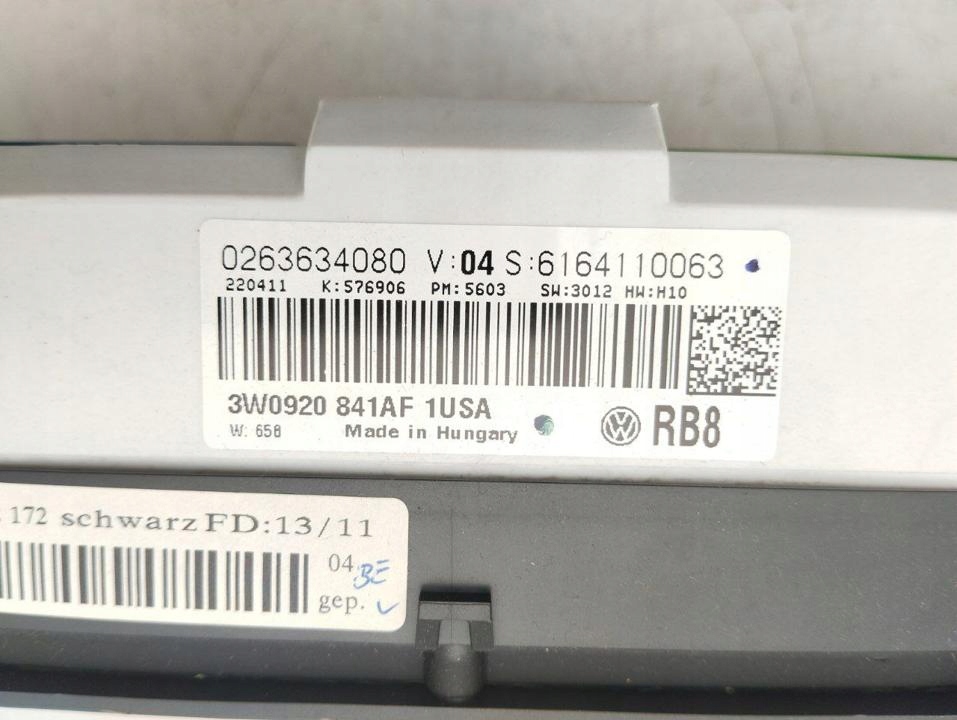 0263634080 V:04 S:6164110063
220411 K:576906 PM:5603 SW:3012 HW:H10
3W0920 841AF 1USA
W: 658 Made in Hungary
RB8
172 schwarz FD:13/11
04. BE
gep.